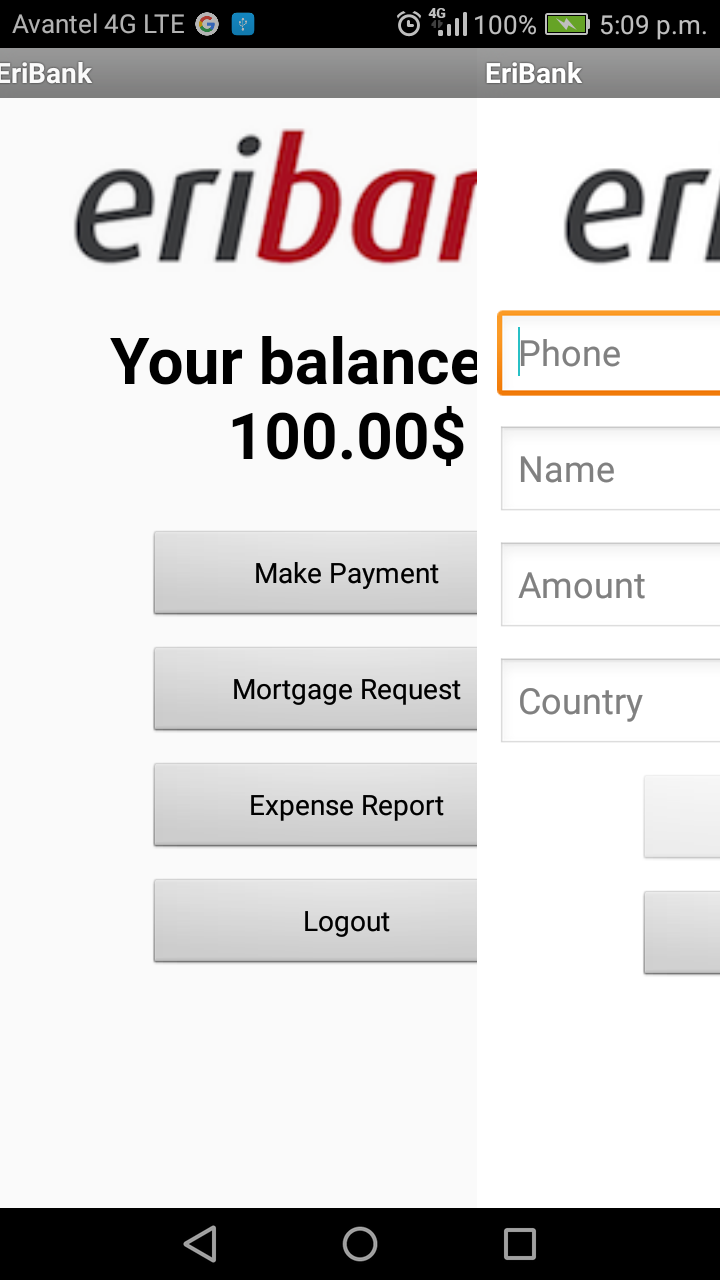 Avantel 4G LTE 4G 100% 5:09 p.m.
EriBank
eriban
Your balance
100.00$
Make Payment
Mortgage Request
Expense Report
Logout
EriBank
eri
Phone
Name
Amount
Country